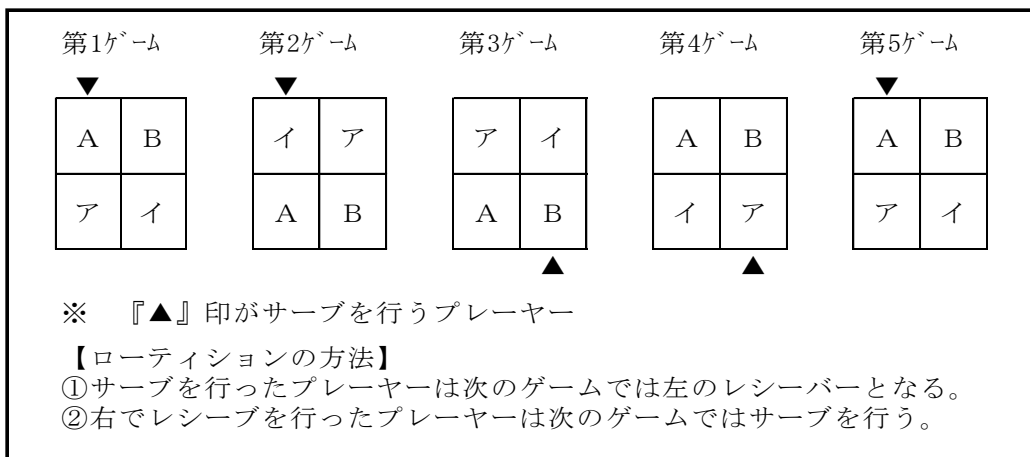 第1ゲーム 第2ゲーム 第3ゲーム 第4ゲーム 第5ゲーム
▼ ▼ ▼
A B イ ア ア イ A B A B
ア イ A B A B イ ア ア イ
▲ ▲
※ 『▲』印がサーブを行うプレーヤー
【ローティションの方法】
①サーブを行ったプレーヤーは次のゲームでは左のレシーバーとなる。
②右でレシーブを行ったプレーヤーは次のゲームではサーブを行う。